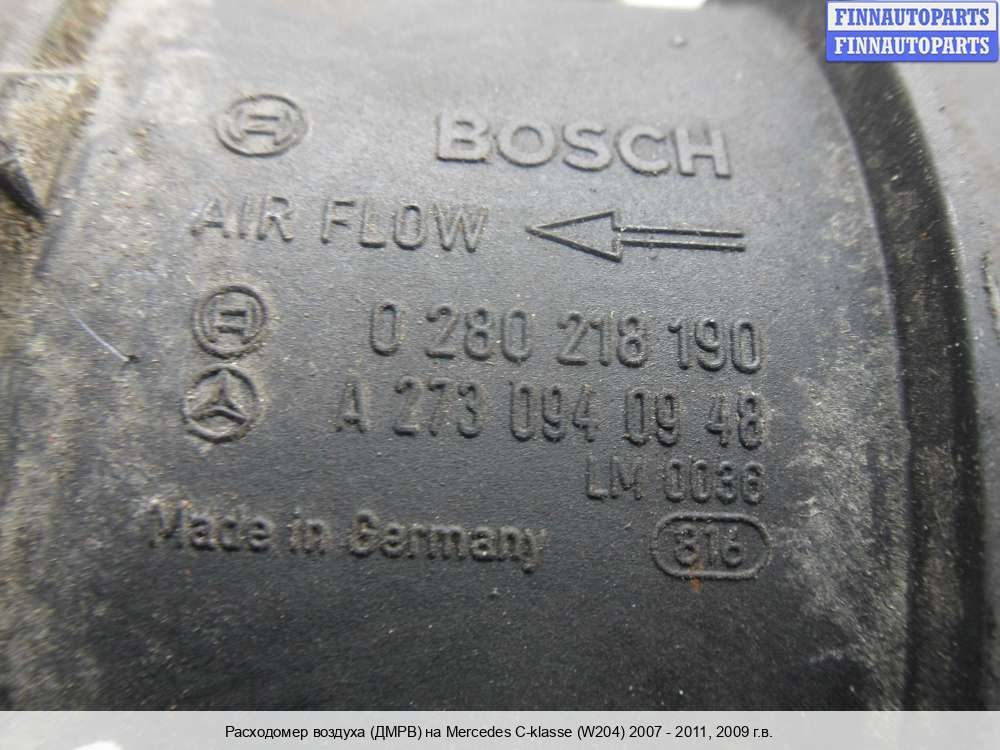 FINNAUTOPARTS
FINNAUTOPARTS
BOSCH
AIR FLOW
0 280 218 190
A 273 094 09 48
LM 0036
Made in Germany
316
Расходомер воздуха (ДМРВ) на Mercedes C-klasse (W204) 2007 - 2011, 2009 г.в.